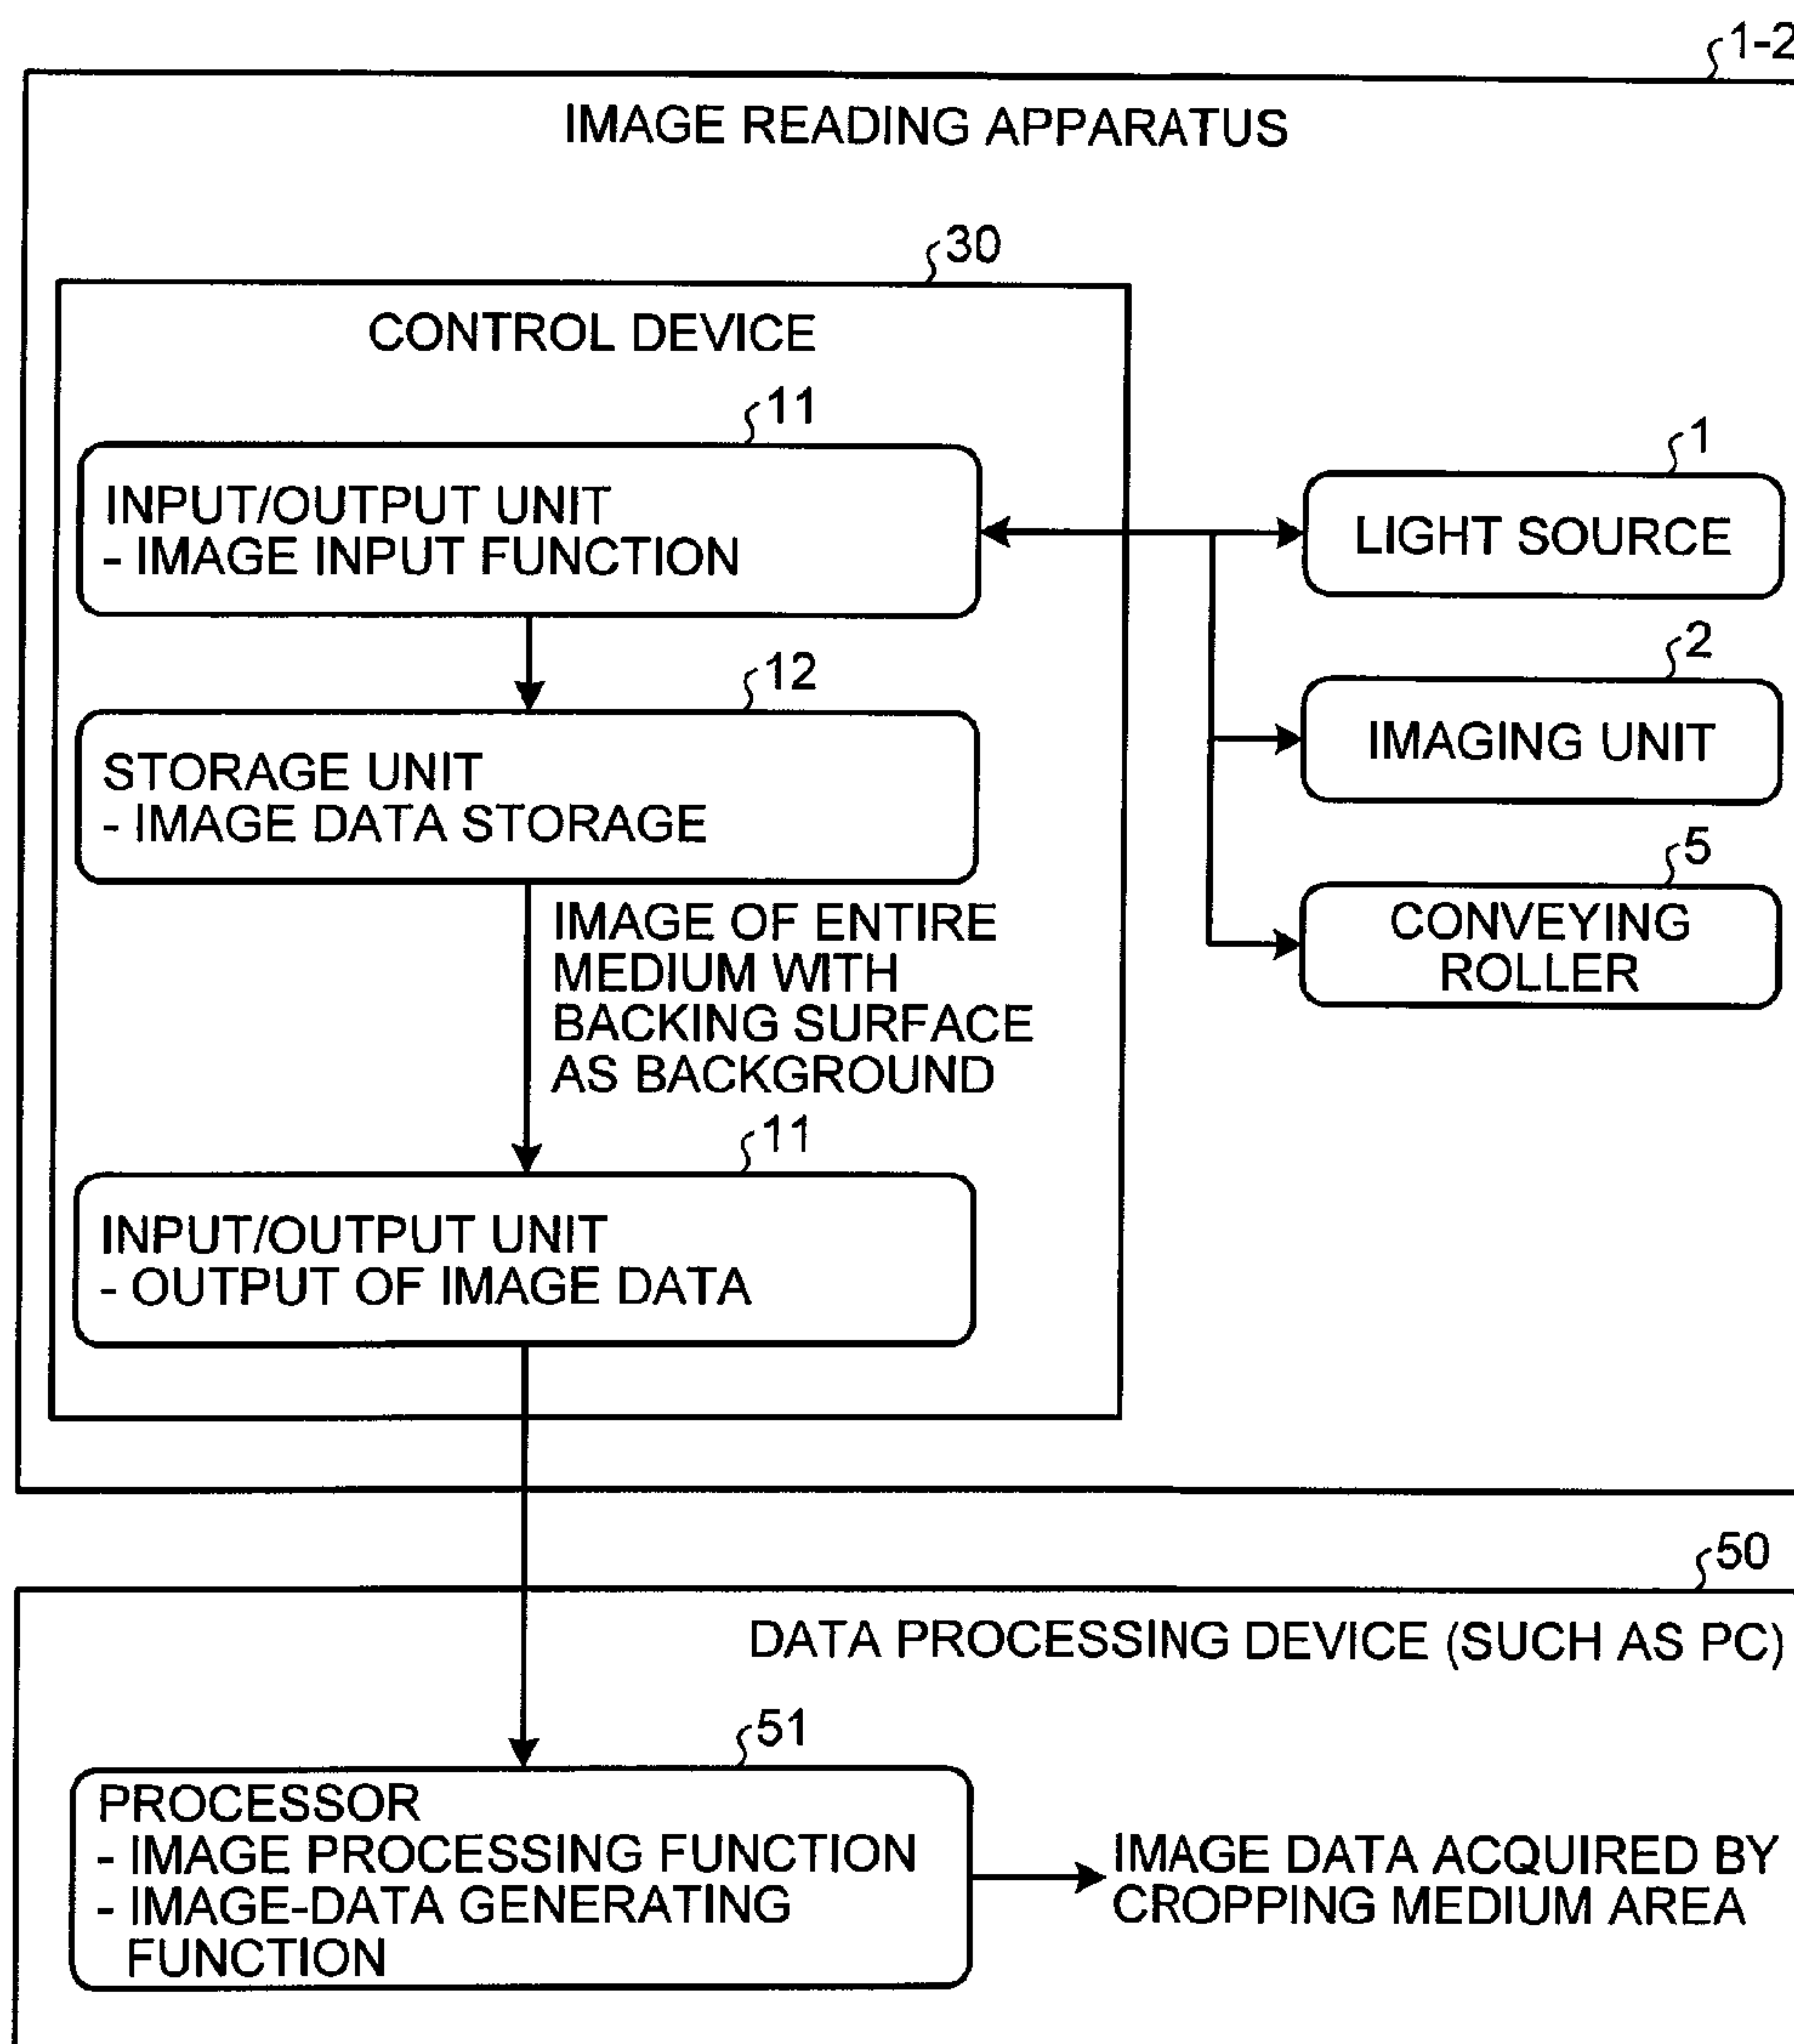 1-2
IMAGE READING APPARATUS
30
CONTROL DEVICE
11
INPUT/OUTPUT UNIT
- IMAGE INPUT FUNCTION
1
LIGHT SOURCE
12
STORAGE UNIT
- IMAGE DATA STORAGE
2
IMAGING UNIT
5
CONVEYING
ROLLER
IMAGE OF ENTIRE
MEDIUM WITH
BACKING SURFACE
AS BACKGROUND
11
INPUT/OUTPUT UNIT
- OUTPUT OF IMAGE DATA
50
DATA PROCESSING DEVICE (SUCH AS PC)
51
PROCESSOR
- IMAGE PROCESSING FUNCTION
- IMAGE-DATA GENERATING
FUNCTION
IMAGE DATA ACQUIRED BY
CROPPING MEDIUM AREA